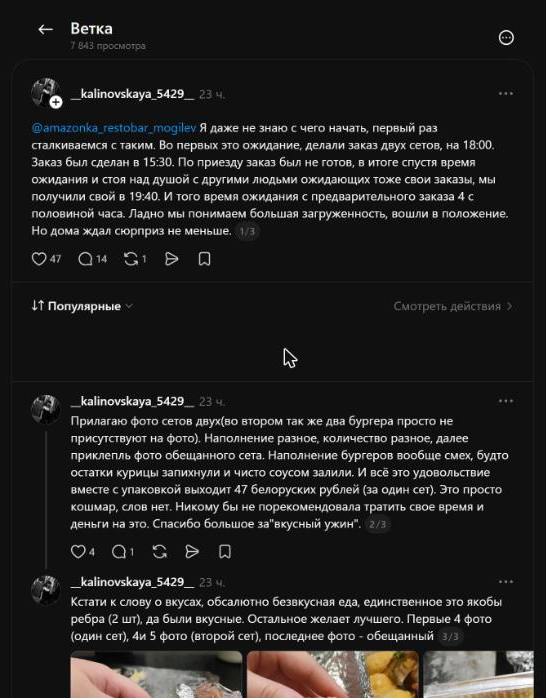 Ветка
7 843 просмотра
__kalinovskaya_5429__ 23 ч.
@amazonka_restobar_mogilev Я даже не знаю с чего начать, первый раз
сталкиваемся с таким. Во первых это ожидание, делали заказ двух сетов, на 18:00.
Заказ был сделан в 15:30. По приезду заказ был не готов, в итоге спустя время
ожидания и стоя над душой с другими людьми ожидающих тоже свои заказы, мы
получили свой в 19:40. И того время ожидания с предварительного заказа 4 с
половиной часа. Ладно мы понимаем большая загруженность, вошли в положение.
Но дома ждал сюрприз не меньше. 1/3
47 14 1
Популярные Смотреть действия
__kalinovskaya_5429__ 23 ч.
Прилагаю фото сетов двух(во втором так же два бургера просто не
присутствуют на фото). Наполнение разное, количество разное, далее
приклепль фото обещанного сета. Наполнение бургеров вообще смех, будто
остатки курицы запихнули и чисто соусом залили. И всё это удовольствие
вместе с упаковкой выходит 47 белоруских рублей (за один сет). Это просто
кошмар, слов нет. Никому бы не порекомендовала тратить свое время и
деньги на это. Спасибо большое за"вкусный ужин". 2/3
4 1
__kalinovskaya_5429__ 23 ч.
Кстати к слову о вкусах, обсалютно безвкусная еда, единственное это якобы
ребра (2 шт), да были вкусные. Остальное желает лучшего. Первые 4 фото
(один сет), 4и 5 фото (второй сет), последнее фото - обещанный 3/3